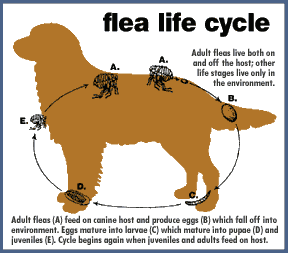 flea life cycle
Adult fleas live both on
and off the host; other
life stages live only in
the environment.
A.
A.
B.
E.
D.
C.
Adult fleas (A) feed on canine host and produce eggs (B) which fall off into
environment. Eggs mature into larvae (C) which mature into pupae (D) and
juveniles (E). Cycle begins again when juveniles and adults feed on host.